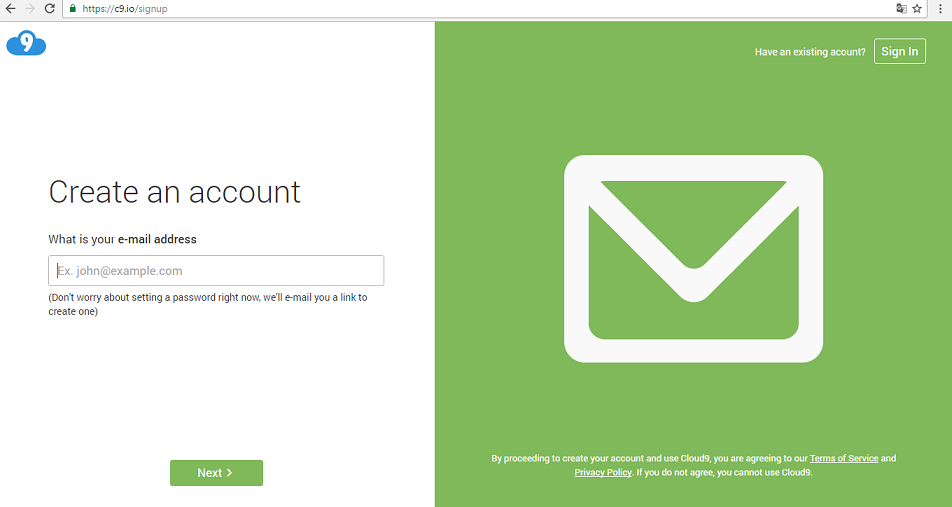 https://c9.io/signup
9
Have an existing acount? Sign In
Create an account
What is your e-mail address
Ex. john@example.com
(Don't worry about setting a password right now, we'll e-mail you a link to
create one)
Next
By proceeding to create your account and use Cloud9, you are agreeing to our Terms of Service and
Privacy Policy. If you do not agree, you cannot use Cloud9.